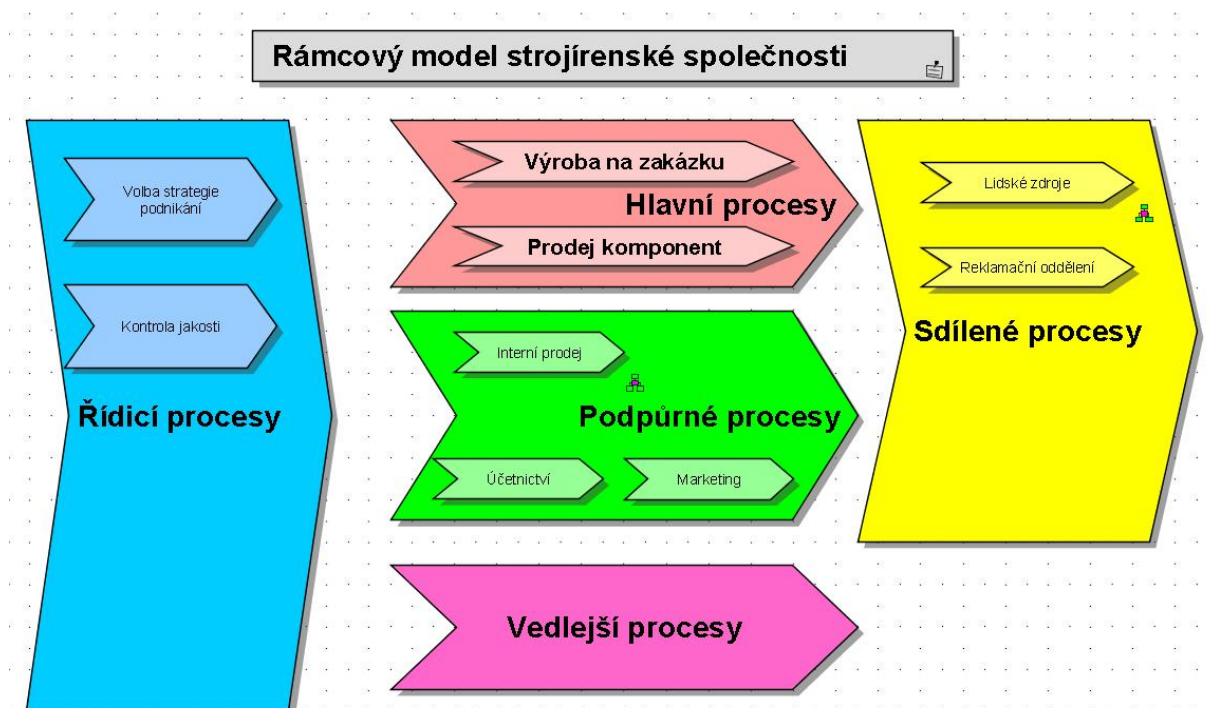 Rámcový model strojírenské společnosti
Volba strategie
podnikání
Kontrola jakosti
Řídicí procesy
Výroba na zakázku
Hlavní procesy
Prodej komponent
Interní prodej
Podpůrné procesy
Účetnictví
Marketing
Vedlejší procesy
Lidské zdroje
Reklamační oddělení
Sdílené procesy